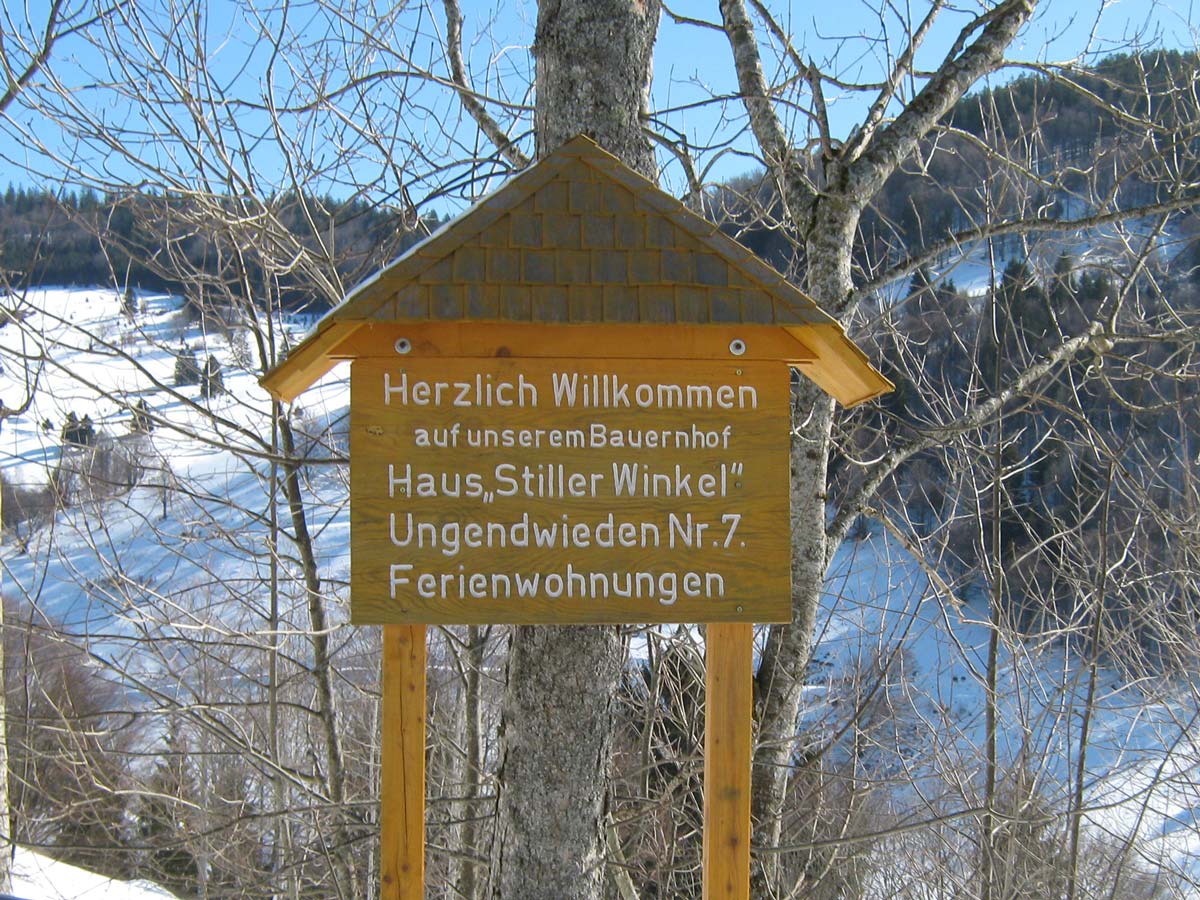 Herzlich Willkommen
auf unserem Bauernhof
Haus „Stiller Winkel“
Ungendwieden Nr. 7.
Ferienwohnungen